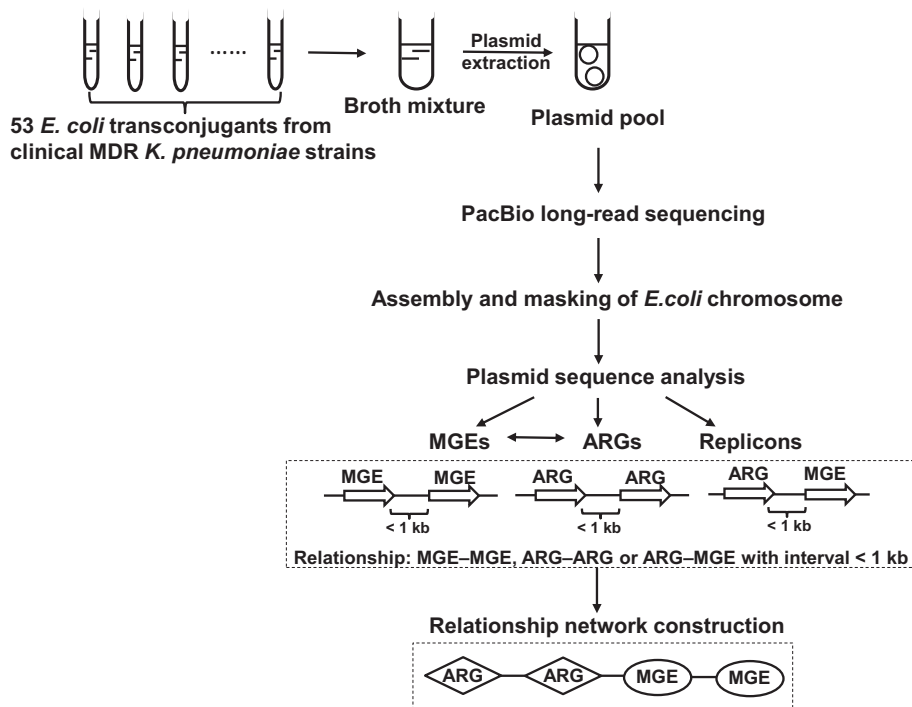 ......
Plasmid
extraction
Broth mixture
Plasmid pool
53 E. coli transconjugants from
clinical MDR K. pneumoniae strains
PacBio long-read sequencing
Assembly and masking of E.coli chromosome
Plasmid sequence analysis
MGEs ARGs Replicons
MGE MGE ARG ARG ARG MGE
< 1 kb < 1 kb < 1 kb
Relationship: MGE–MGE, ARG–ARG or ARG–MGE with interval < 1 kb
Relationship network construction
ARG ARG MGE MGE